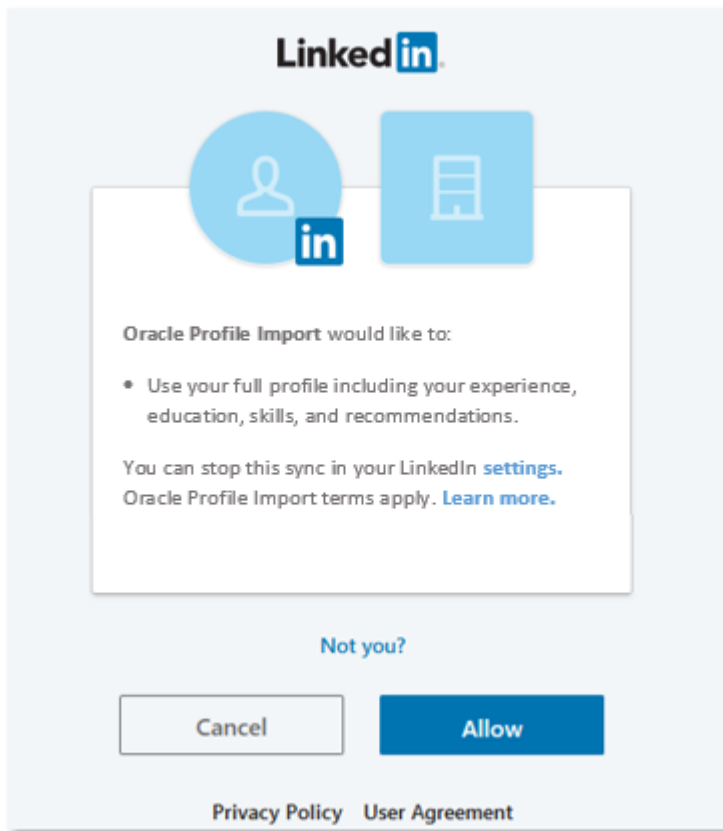 Linked in
in
Oracle Profile Import would like to:
• Use your full profile including your experience,
education, skills, and recommendations.
You can stop this sync in your LinkedIn settings.
Oracle Profile Import terms apply. Learn more.
Not you?
Cancel Allow
Privacy Policy User Agreement